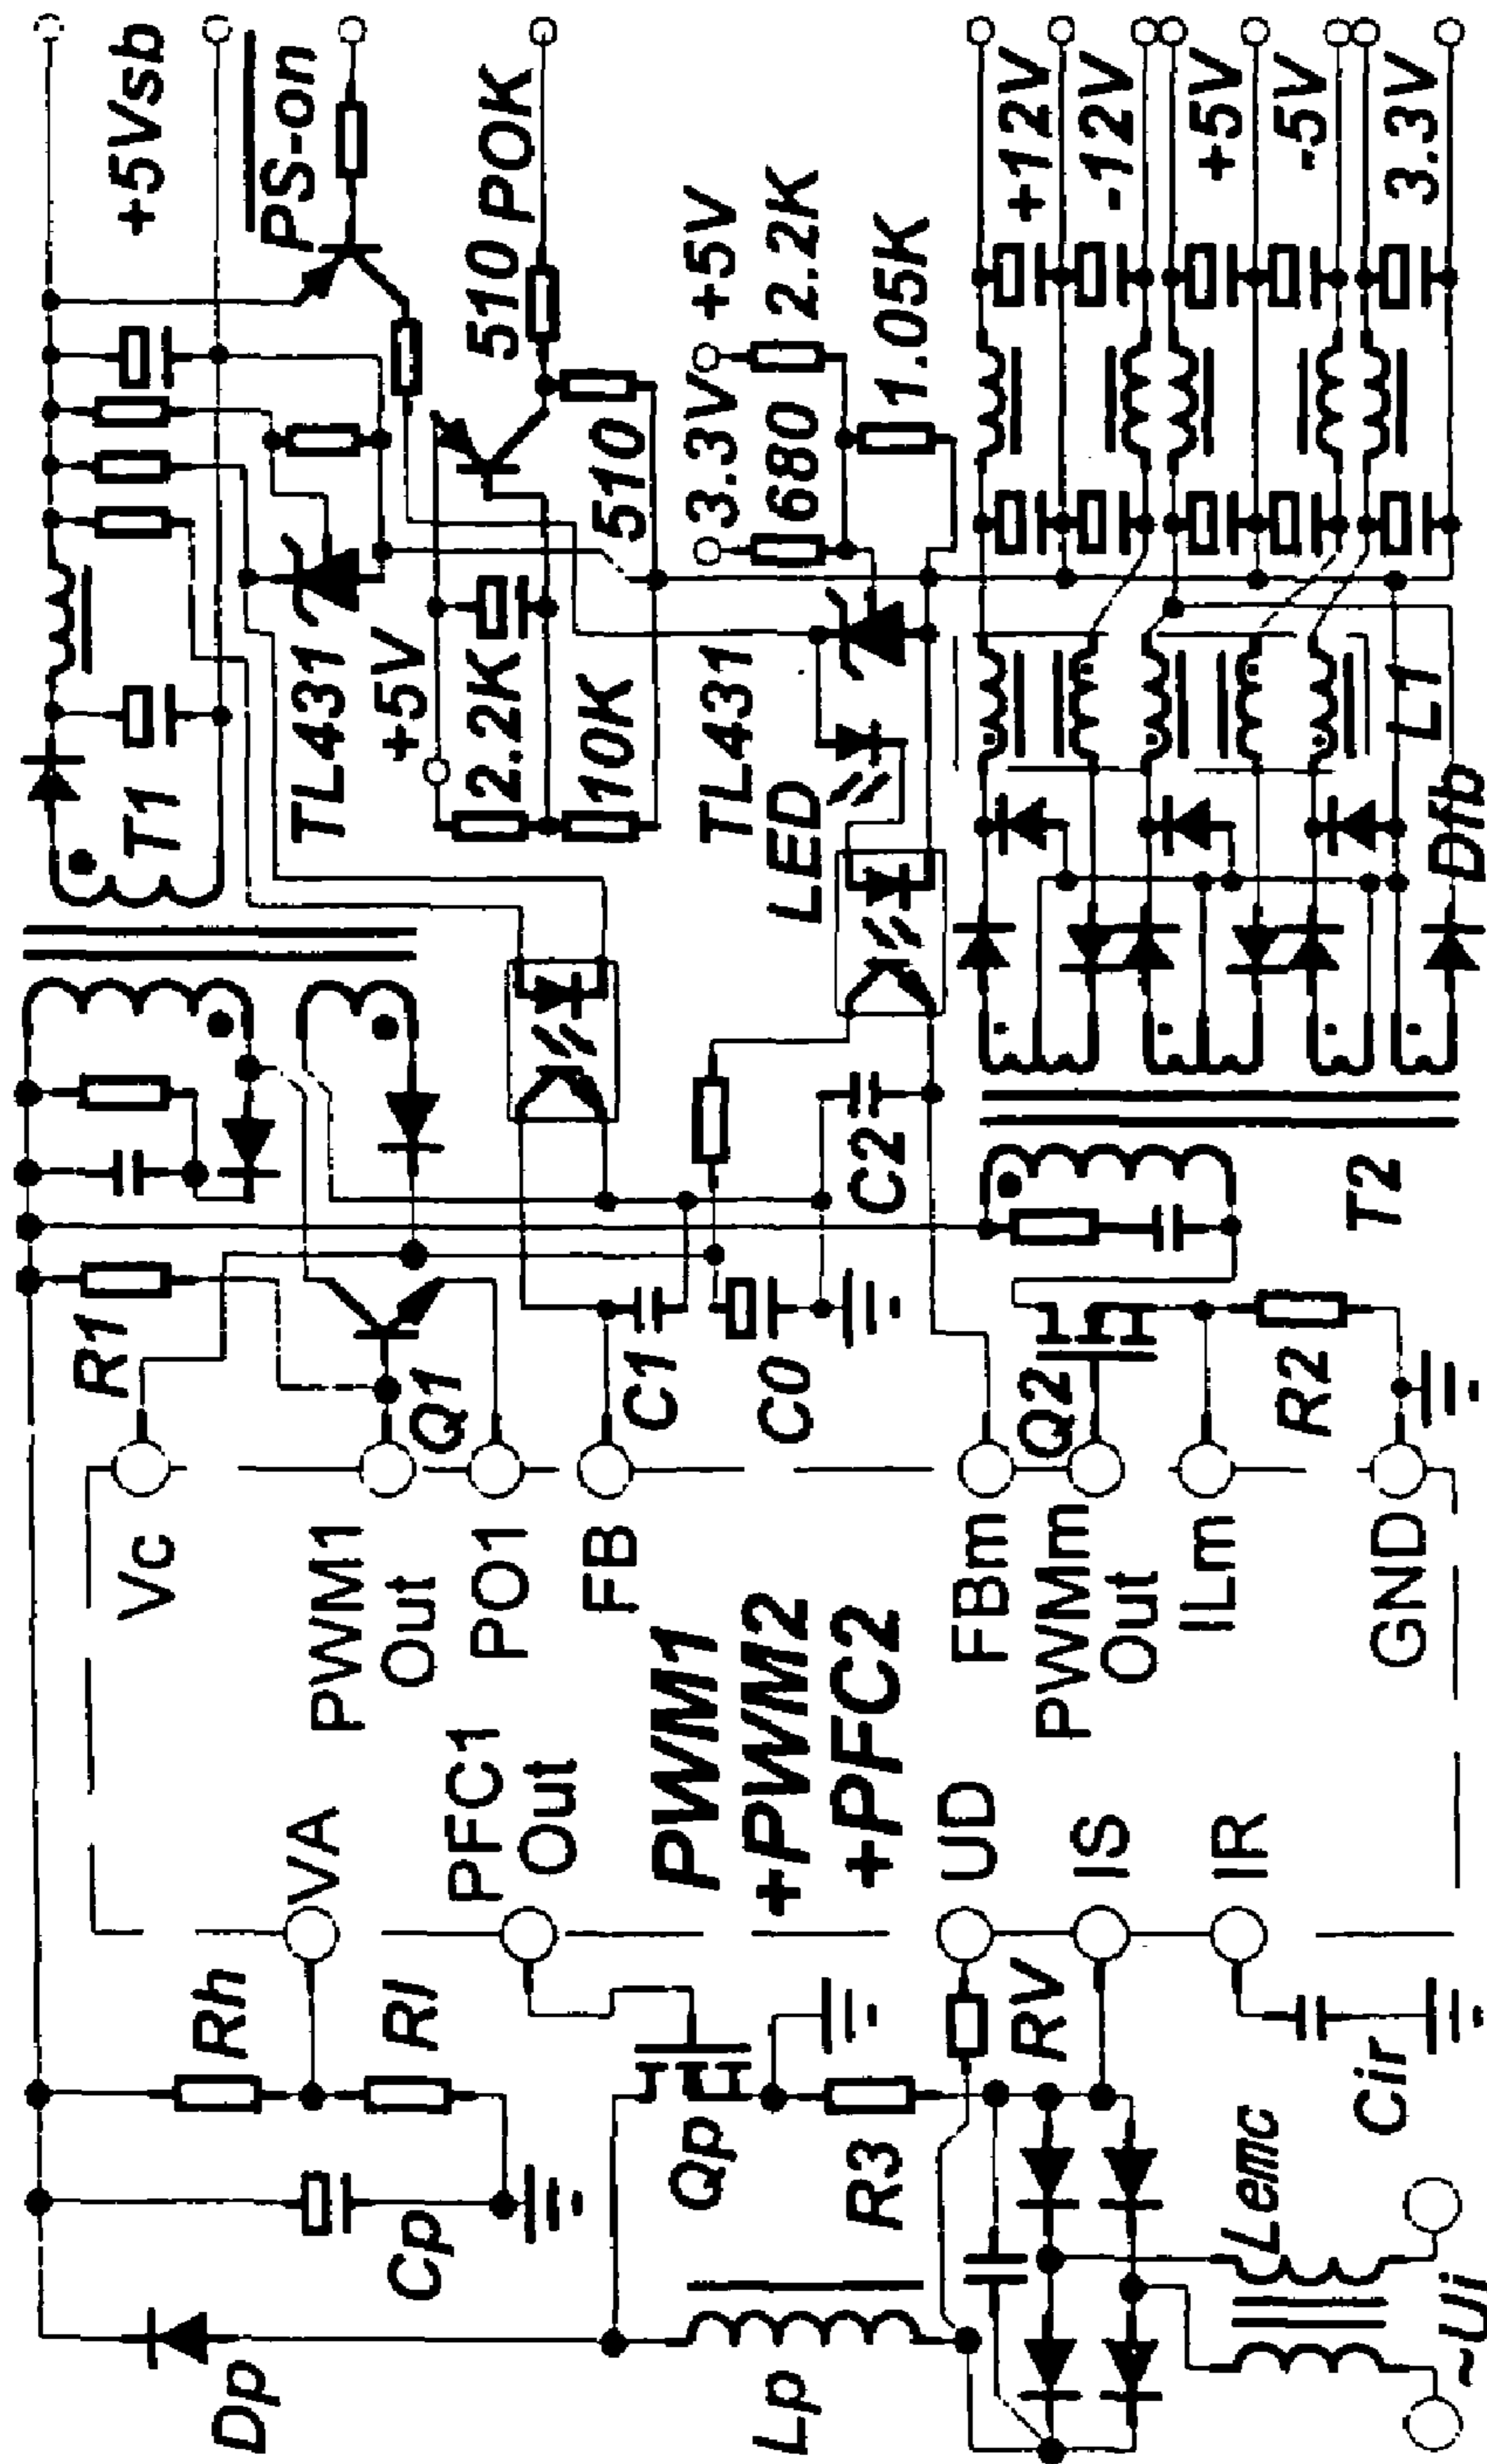 +5Vsb
PS-on
510 POK
T1
TL431
+5V
2.2K
10K
510
3.3V
+5V
680
2.2K
1.05K
TL431
LED
+12V
-12V
+5V
-5V
3.3V
L1
Dfb
T2
R1
Q1
C1
C0
C2
Q2
R2
Vc
PWM1
Out
PO1
FB
FBm
PWMm
Out
ILm
GND
PWM1
+PWM2
+PFC2
VA
PFC1
Out
UD
IS
IR
Rh
Rl
Cp
Dp
Qp
R3
RV
Lp
Lemc
Cir
~Ui